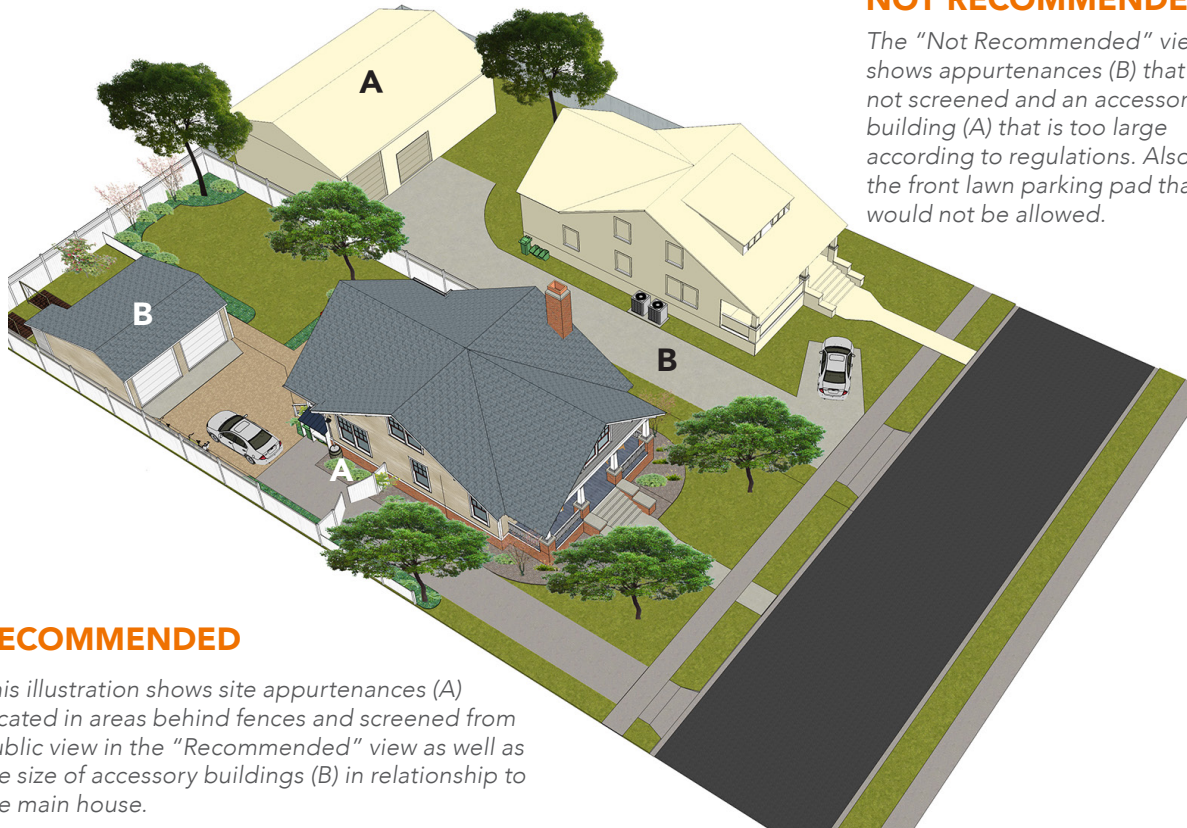 NOT RECOMMENDE
The “Not Recommended” vie
shows appurtenances (B) that
not screened and an accessor
building (A) that is too large
according to regulations. Also
the front lawn parking pad tha
would not be allowed.
A
B
B
A
ECOMMENDED
his illustration shows site appurtenances (A)
cated in areas behind fences and screened from
ublic view in the “Recommended” view as well as
e size of accessory buildings (B) in relationship to
e main house.